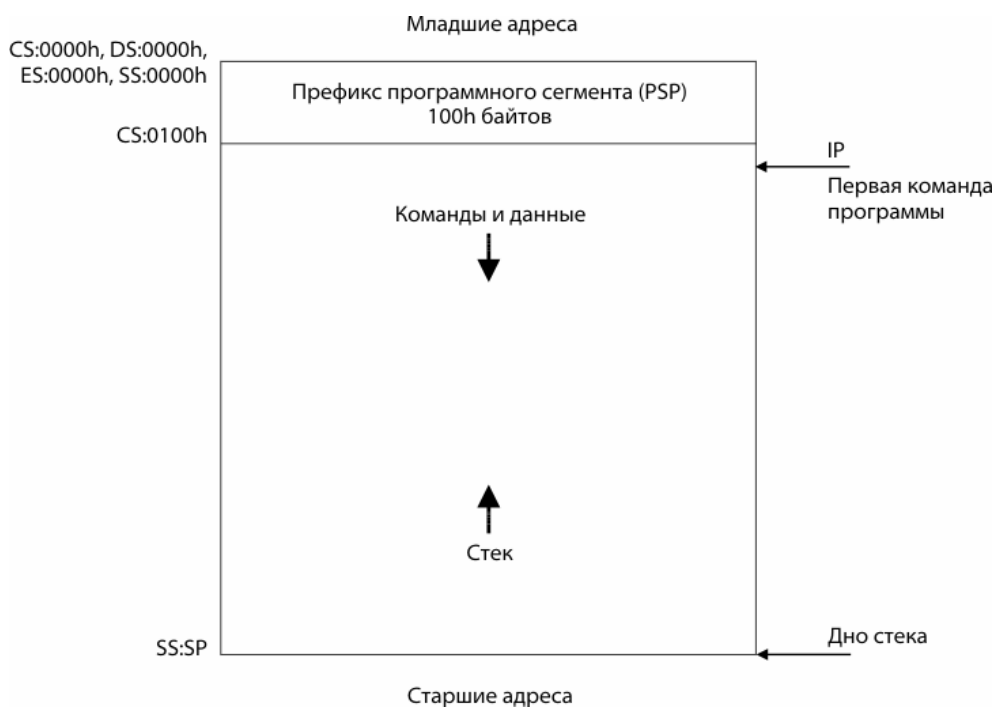 Младшие адреса
CS:0000h, DS:0000h,
ES:0000h, SS:0000h
Префикс программного сегмента (PSP)
100h байтов
CS:0100h
IP
Первая команда
программы
Команды и данные
Стек
SS:SP
Дно стека
Старшие адреса